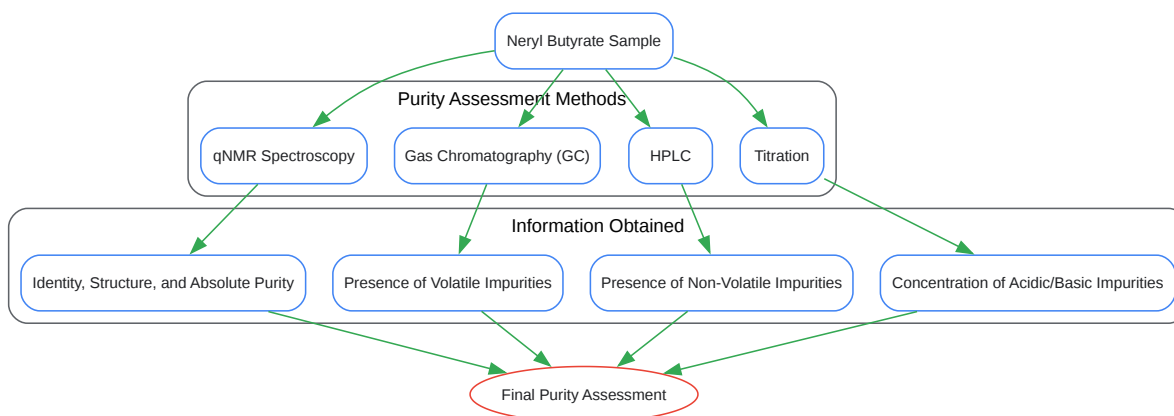 Neryl Butyrate Sample
Purity Assessment Methods
qNMR Spectroscopy
Gas Chromatography (GC)
HPLC
Titration
Information Obtained
Identity, Structure, and Absolute Purity
Presence of Volatile Impurities
Presence of Non-Volatile Impurities
Concentration of Acidic/Basic Impurities
Final Purity Assessment